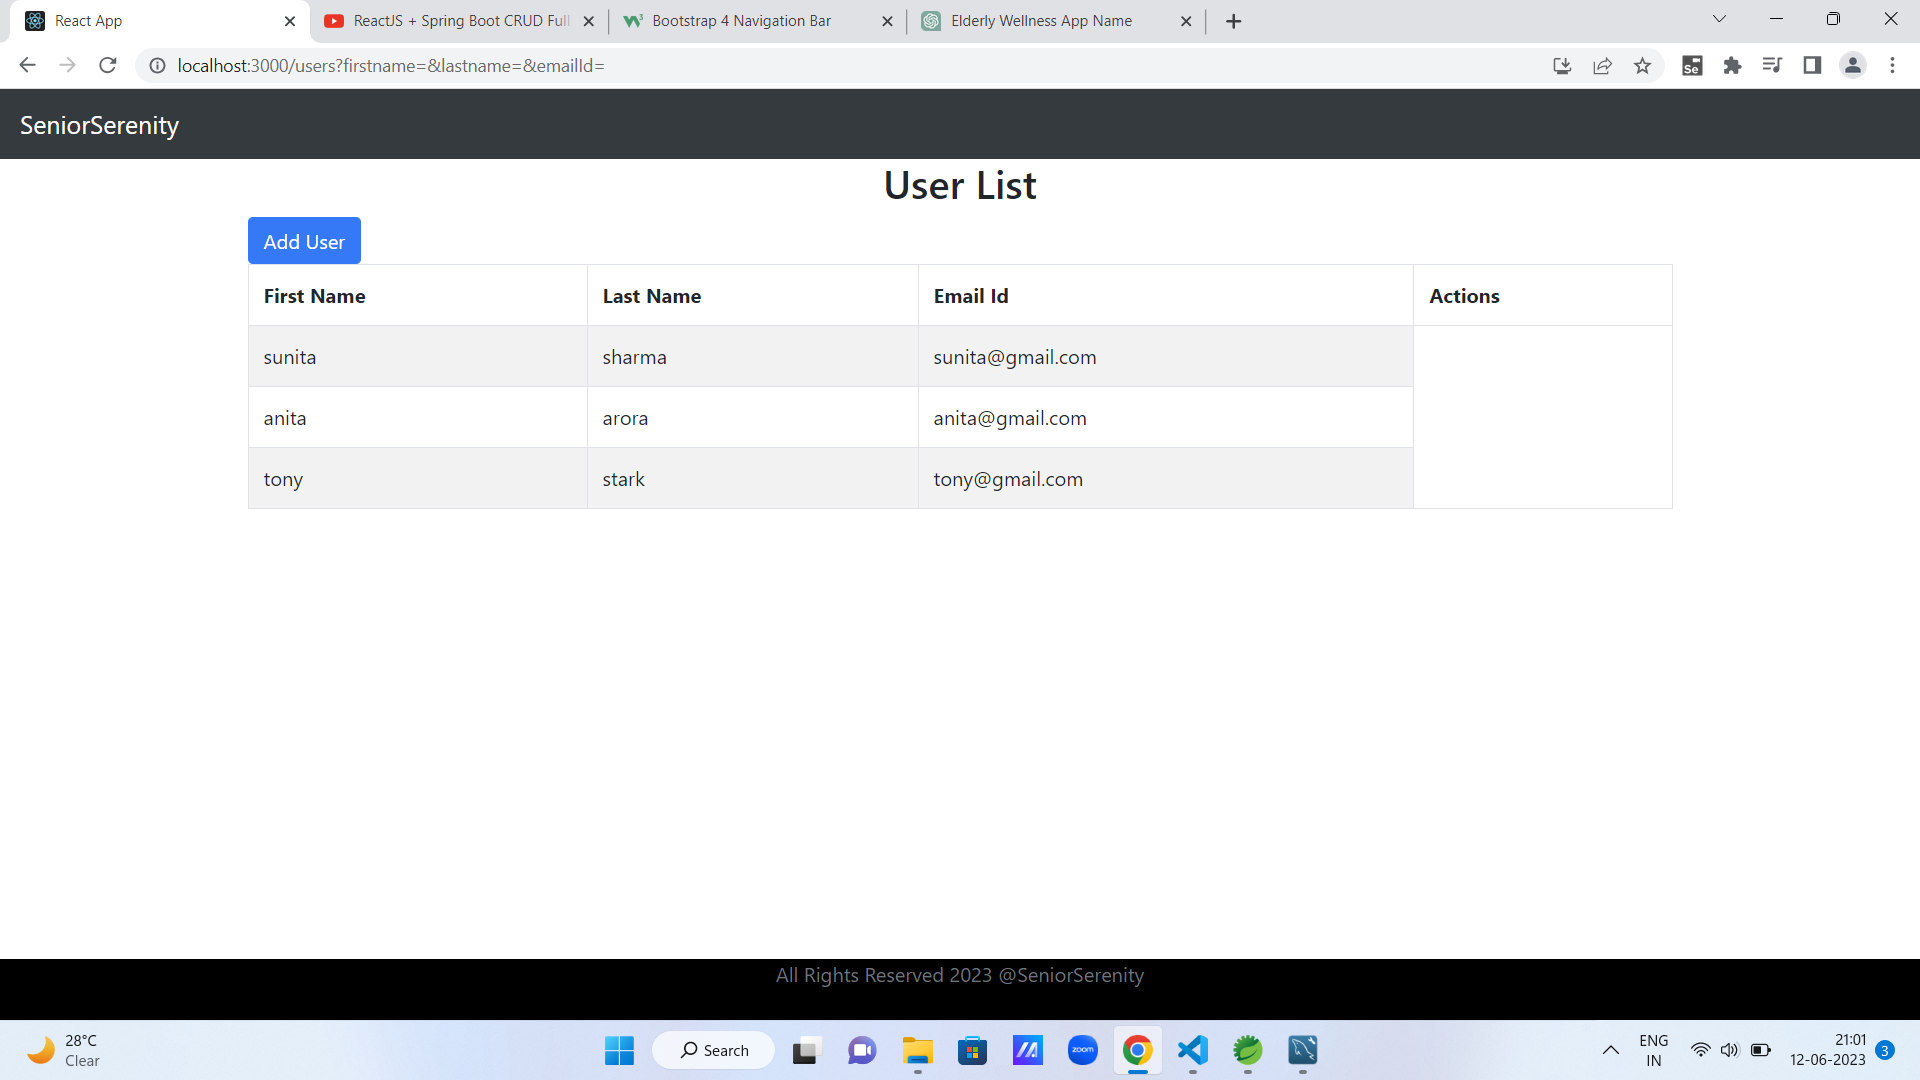 React App
ReactJS + Spring Boot CRUD Full
Bootstrap 4 Navigation Bar
Elderly Wellness App Name
localhost:3000/users?firstname=&lastname=&emailId=
Se
SeniorSerenity
User List
Add User
First Name Last Name Email Id Actions
sunita sharma sunita@gmail.com
anita arora anita@gmail.com
tony stark tony@gmail.com
All Rights Reserved 2023 @SeniorSerenity
28°C
Clear
Search
zoom
ENG
IN
21:01
12-06-2023
3